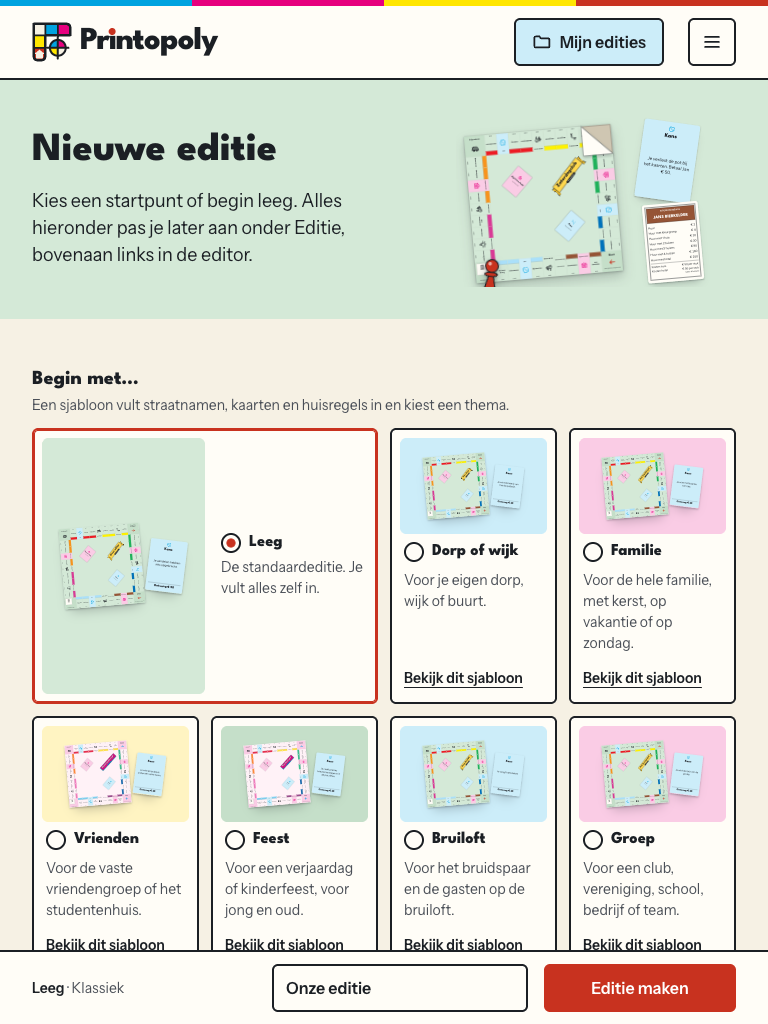 Printopoly
Mijn edities
Nieuwe editie
Kies een startpunt of begin leeg. Alles
hieronder pas je later aan onder Editie,
bovenaan links in de editor.
Kans
Begin met...
Een sjabloon vult straatnamen, kaarten en huisregels in en kiest een thema.
Leeg
De standaardeditie. Je
vult alles zelf in.
Dorp of wijk
Voor je eigen dorp,
wijk of buurt.
Bekijk dit sjabloon
Familie
Voor de hele familie,
met kerst, op
vakantie of op
zondag.
Bekijk dit sjabloon
Vrienden
Voor de vaste
vriendengroep of het
studentenhuis.
Bekijk dit sjabloon
Feest
Voor een verjaardag
of kinderfeest, voor
jong en oud.
Bekijk dit sjabloon
Bruiloft
Voor het bruidspaar
en de gasten op de
bruiloft.
Bekijk dit sjabloon
Groep
Voor een club,
vereniging, school,
bedrijf of team.
Bekijk dit sjabloon
Leeg · Klassiek
Onze editie
Editie maken